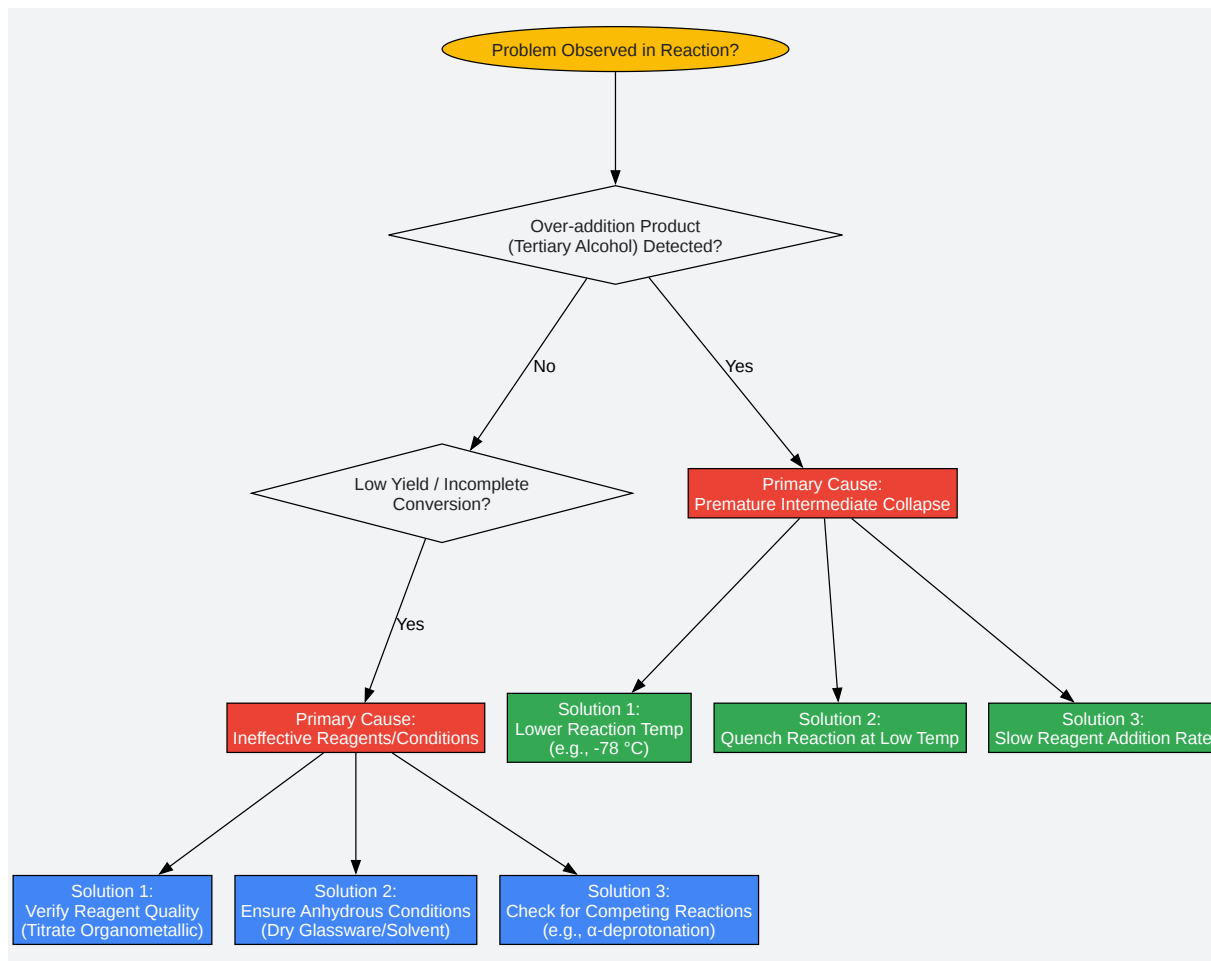 Problem Observed in Reaction?
Over-addition Product
(Tertiary Alcohol) Detected?
No
Yes
Low Yield / Incomplete
Conversion?
Primary Cause:
Premature Intermediate Collapse
Yes
Primary Cause:
Ineffective Reagents/Conditions
Solution 1:
Lower Reaction Temp
(e.g., -78 °C)
Solution 2:
Quench Reaction at Low Temp
Solution 3:
Slow Reagent Addition Rate
Solution 1:
Verify Reagent Quality
(Titrate Organometallic)
Solution 2:
Ensure Anhydrous Conditions
(Dry Glassware/Solvent)
Solution 3:
Check for Competing Reactions
(e.g., α-deprotonation)